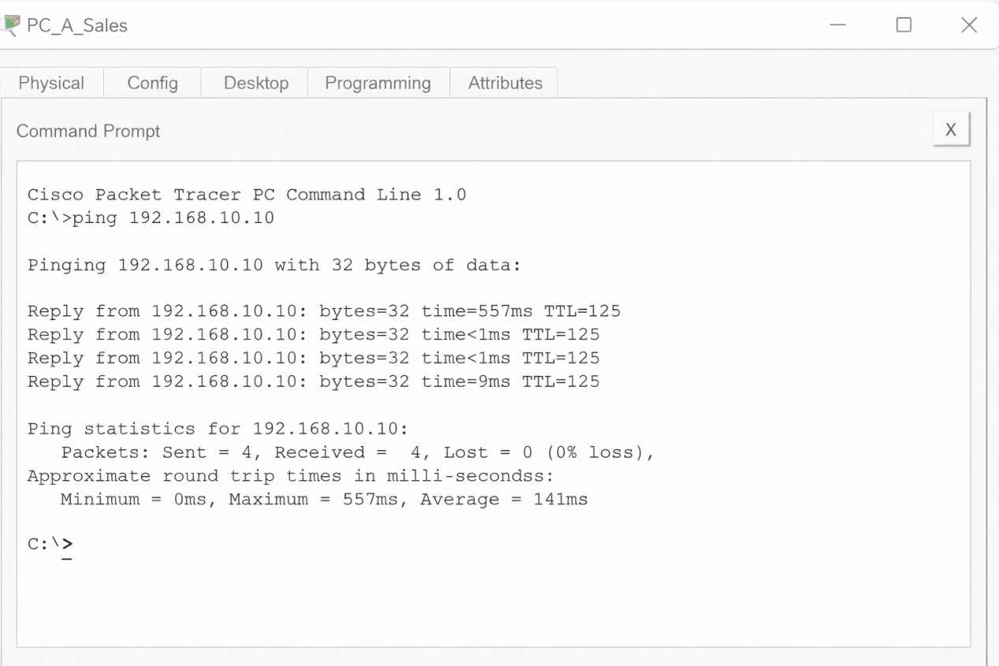 PC_A_Sales
Physical Config Desktop Programming Attributes
Command Prompt
X
Cisco Packet Tracer PC Command Line 1.0
C:\>ping 192.168.10.10
Pinging 192.168.10.10 with 32 bytes of data:
Reply from 192.168.10.10: bytes=32 time=557ms TTL=125
Reply from 192.168.10.10: bytes=32 time<1ms TTL=125
Reply from 192.168.10.10: bytes=32 time<1ms TTL=125
Reply from 192.168.10.10: bytes=32 time=9ms TTL=125
Ping statistics for 192.168.10.10:
Packets: Sent = 4, Received =  4, Lost = 0 (0% loss),
Approximate round trip times in milli-secondss:
Minimum = 0ms, Maximum = 557ms, Average = 141ms
C:\>